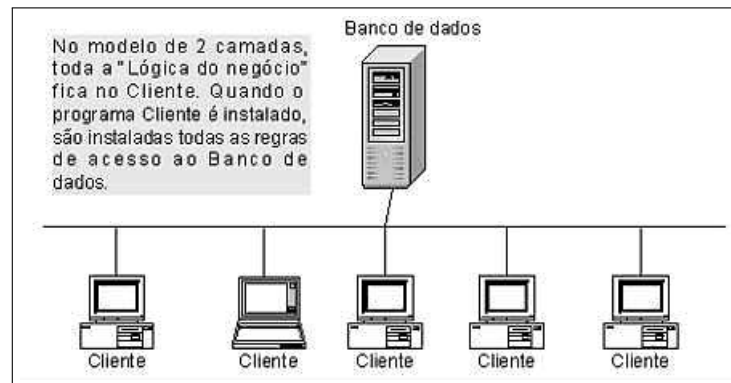 Banco de dados
No modelo de 2 camadas,
toda a "Lógica do negócio"
fica no Cliente. Quando o
programa Cliente é instalado,
são instaladas todas as regras
de acesso ao Banco de
dados.
Cliente
Cliente
Cliente
Cliente
Cliente